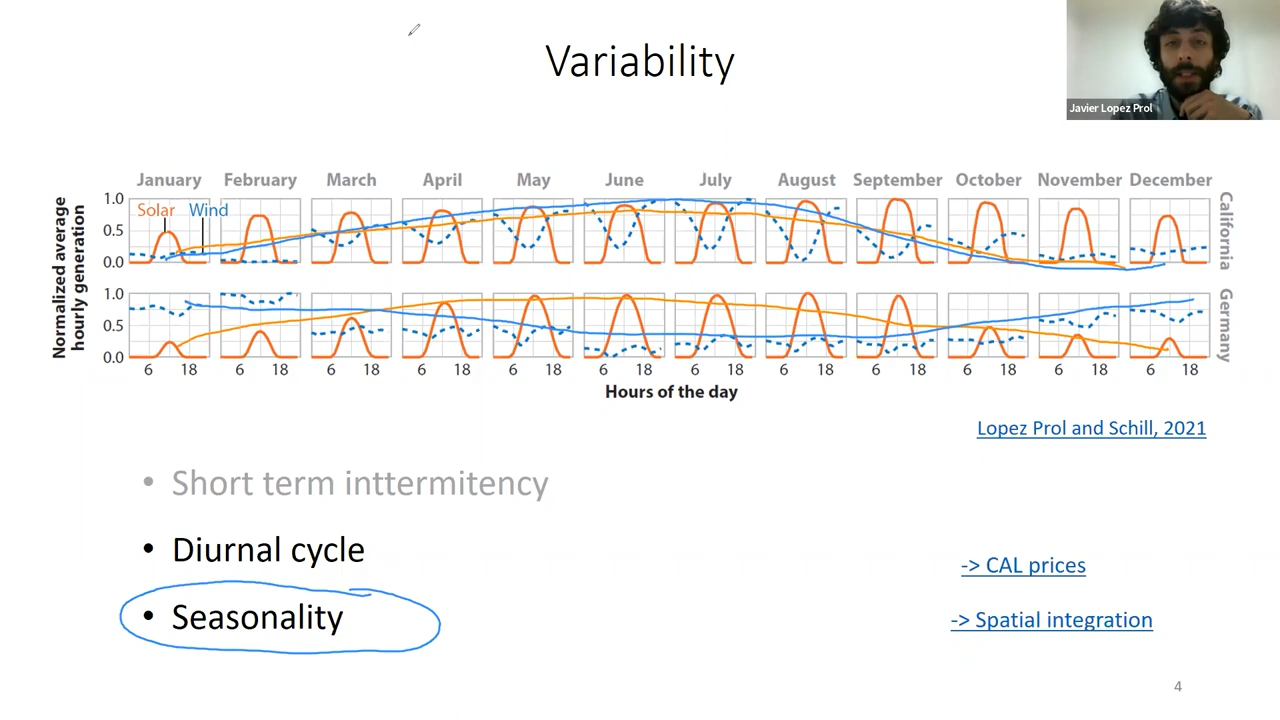 Variability
Javier Lopez Prol
January February March April May June July August September October November December
Normalized average
hourly generation
1.0
0.5
0.0
Solar Wind
California
1.0
0.5
0.0
Germany
6 18 6 18 6 18 6 18 6 18 6 18 6 18 6 18 6 18 6 18 6 18 6 18
Hours of the day
Lopez Prol and Schill, 2021
• Short term inttermitency
• Diurnal cycle
-> CAL prices
• Seasonality
-> Spatial integration
4